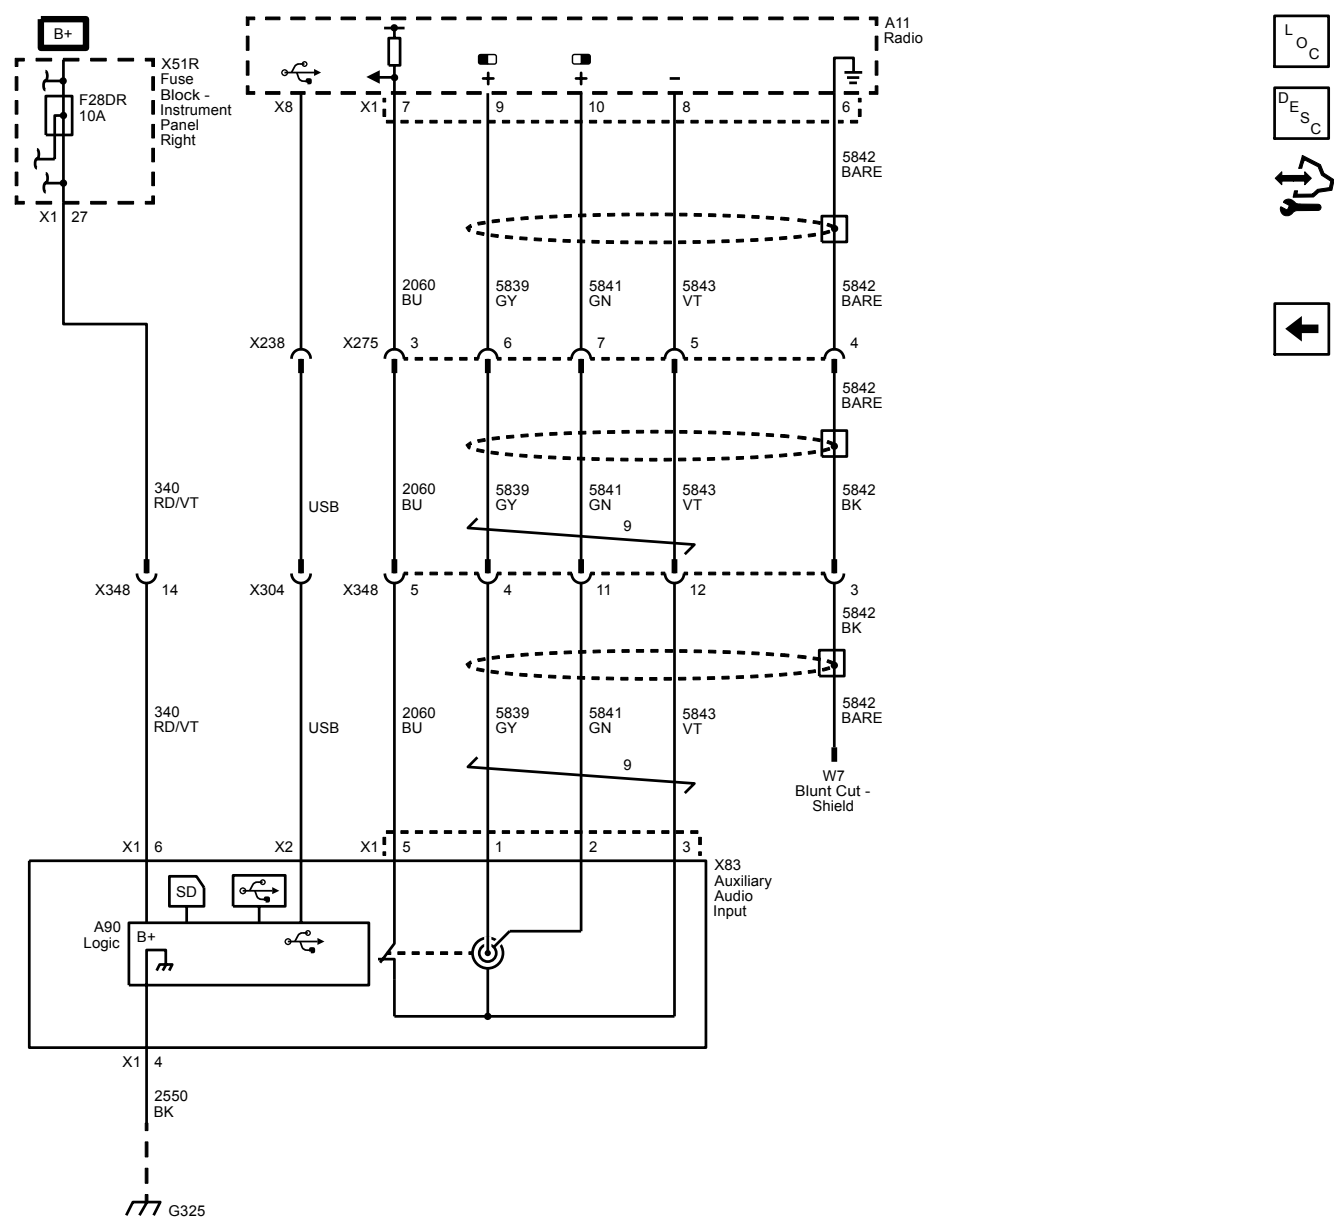 B+
X51R
Fuse
Block -
Instrument
Panel
Right
F28DR
10A
A11
Radio
L
O
C
D
E
S
C
X8
X1 7 9 10 8 6
X1 27
5842
BARE
2060
BU
5839
GY
5841
GN
5843
VT
5842
BARE
X238
X275 3 6 7 5 4
5842
BARE
340
RD/VT
USB
2060
BU
5839
GY
5841
GN
5843
VT
5842
BK
9
X348 14
X304
X348 5 4 11 12 3
5842
BK
340
RD/VT
USB
2060
BU
5839
GY
5841
GN
5843
VT
5842
BARE
9
W7
Blunt Cut -
Shield
X1 6
X2
X1 5 1 2 3
X83
Auxiliary
Audio
Input
SD
A90
Logic
B+
X1 4
2550
BK
G325